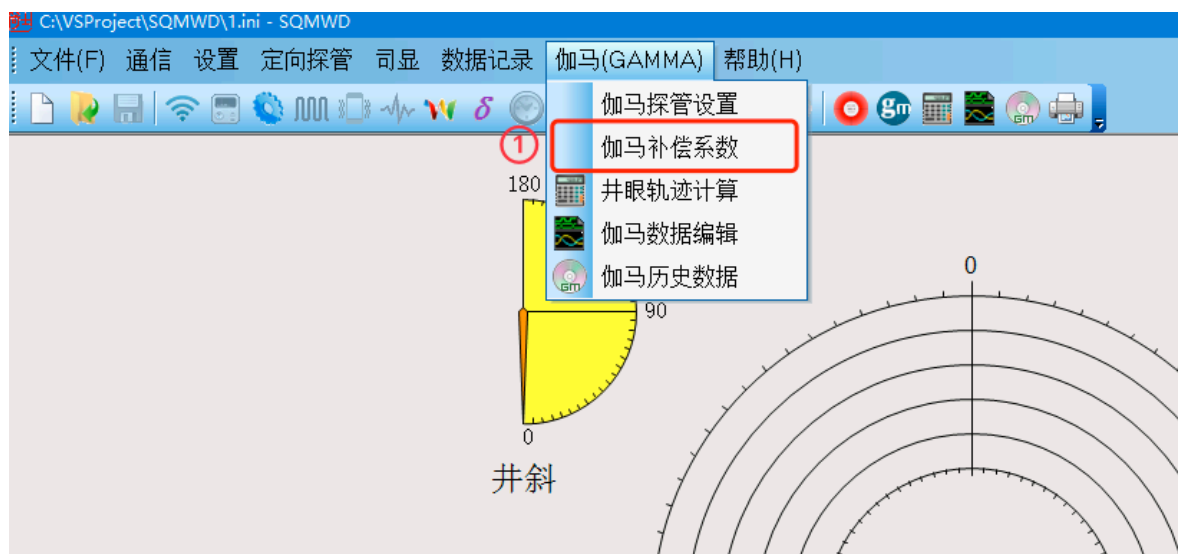 C:\VSProject\SQMWD\1.ini - SQMWD
文件(F) 通信 设置 定向探管 司显 数据记录 伽马(GAMMA) 帮助(H)
伽马探管设置
gm
GM
① 伽马补偿系数
180
井眼轨迹计算
伽马数据编辑
GM 伽马历史数据
0
90
0
井斜